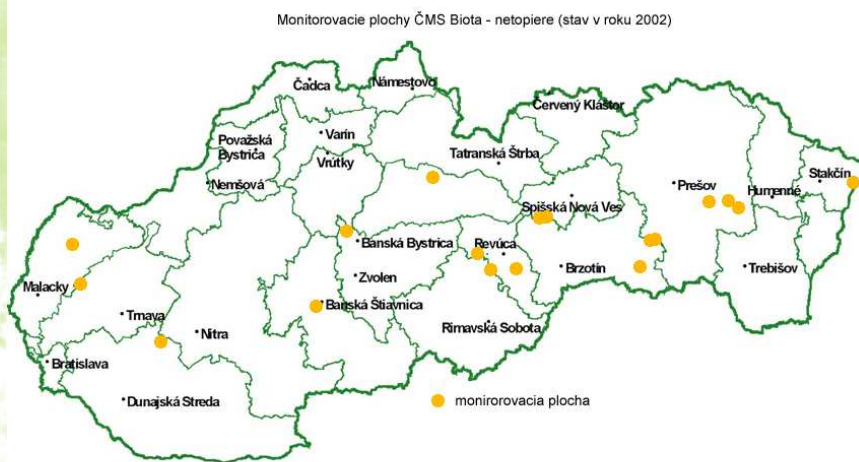 Monitorovacie plochy ČMS Biota - netopiere (stav v roku 2002)
Čadca
Námestovo
Červený Kláštor
Varín
Považská
Bystrica
Vrútky
Tatranská Štrba
Nemšová
Prešov
Humenné
Stakčín
Spišská Nová Ves
Banská Bystrica
Revúca
Brzotín
Trebišov
Zvolen
Malacky
Banská Štiavnica
Trnava
Nitra
Rimavská Sobota
Bratislava
Dunajská Streda
monirorovacia plocha